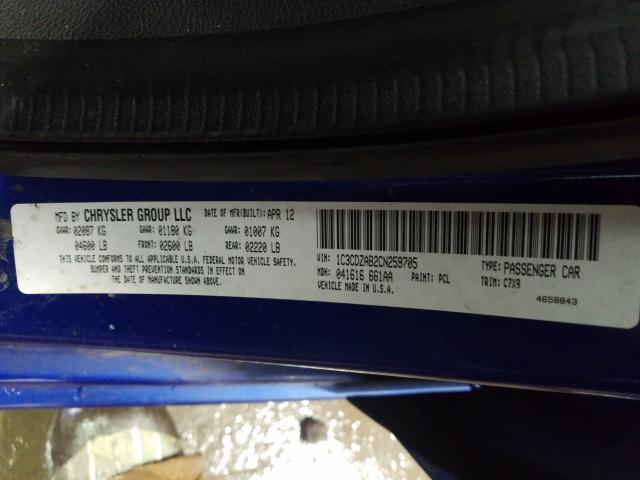 MFD BY CHRYSLER GROUP LLC DATE OF MFR(BUILT): APR 12
GVWR: 02087 KG GAWR: 01180 KG GAWR: 01007 KG
04600 LB FRONT: 02600 LB REAR: 02220 LB
THIS VEHICLE CONFORMS TO ALL APPLICABLE U.S.A. FEDERAL MOTOR VEHICLE SAFETY,
BUMPER AND THEFT PREVENTION STANDARDS IN EFFECT ON
THE DATE OF MANUFACTURE SHOWN ABOVE.
VIN: 1C3CDZAB2CN259705 TYPE: PASSENGER CAR
MDH: 041616 661AA PAINT: PCL TRIM: C7X9
VEHICLE MADE IN U.S.A.
4658843